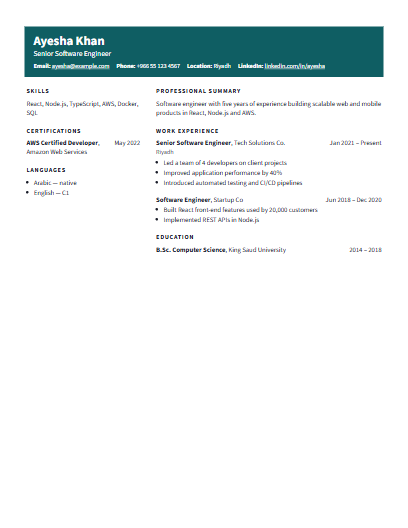 Ayesha Khan
Senior Software Engineer
Email: ayesha@example.com Phone: +966 55 123 4567 Location: Riyadh LinkedIn: linkedin.com/in/ayesha
SKILLS
React, Node.js, TypeScript, AWS, Docker,
SQL
CERTIFICATIONS
AWS Certified Developer, May 2022
Amazon Web Services
LANGUAGES
• Arabic — native
• English — C1
PROFESSIONAL SUMMARY
Software engineer with five years of experience building scalable web and mobile
products in React, Node.js and AWS.
WORK EXPERIENCE
Senior Software Engineer, Tech Solutions Co. Jan 2021 – Present
Riyadh
• Led a team of 4 developers on client projects
• Improved application performance by 40%
• Introduced automated testing and CI/CD pipelines
Software Engineer, Startup Co Jun 2018 – Dec 2020
• Built React front-end features used by 20,000 customers
• Implemented REST APIs in Node.js
EDUCATION
B.Sc. Computer Science, King Saud University 2014 – 2018